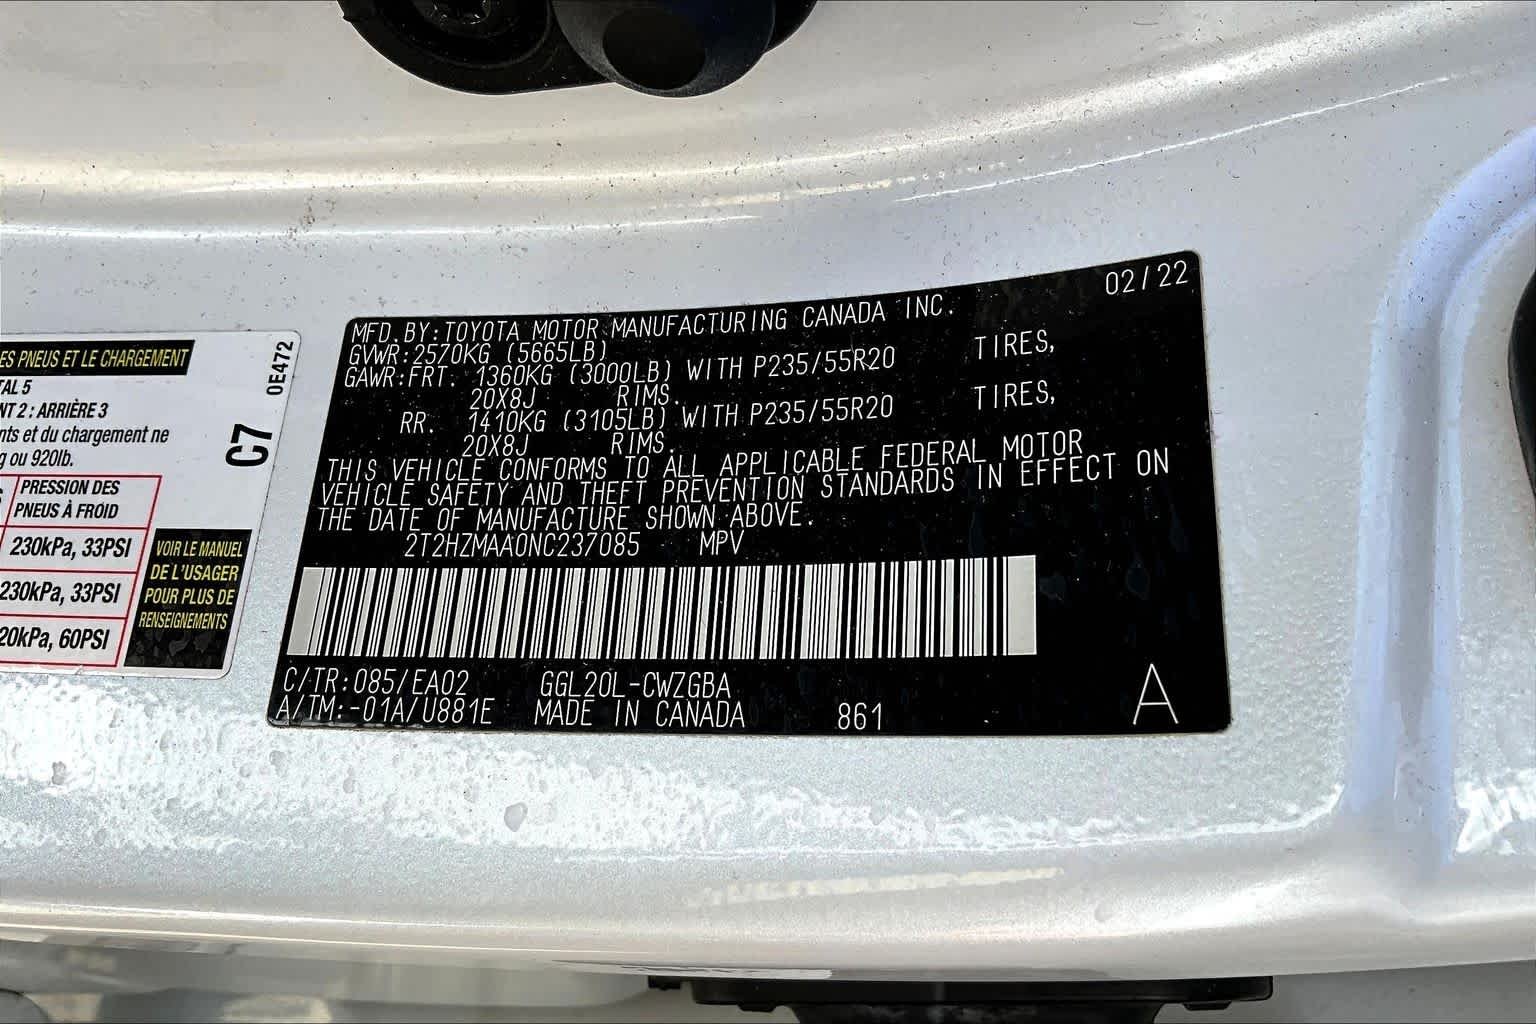 ES PNEUS ET LE CHARGEMENT
TAL 5
NT 2 : ARRIÈRE 3
nts et du chargement ne
g ou 920lb.
PRESSION DES
PNEUS À FROID
230kPa, 33PSI
230kPa, 33PSI
20kPa, 60PSI
VOIR LE MANUEL
DE L'USAGER
POUR PLUS DE
RENSEIGNEMENTS
C7
0E472
02/22
MFD.BY:TOYOTA MOTOR MANUFACTURING CANADA INC.
GVWR:2570KG (5665LB)
GAWR:FRT. 1360KG (3000LB) WITH P235/55R20 TIRES,
20X8J RIMS.
RR. 1410KG (3105LB) WITH P235/55R20 TIRES,
20X8J RIMS.
THIS VEHICLE CONFORMS TO ALL APPLICABLE FEDERAL MOTOR
VEHICLE SAFETY AND THEFT PREVENTION STANDARDS IN EFFECT ON
THE DATE OF MANUFACTURE SHOWN ABOVE.
2T2HZMAA0NC237085 MPV
C/TR:085/EA02 GGL20L-CWZGBA
A/TM:-01A/U881E MADE IN CANADA 861 A